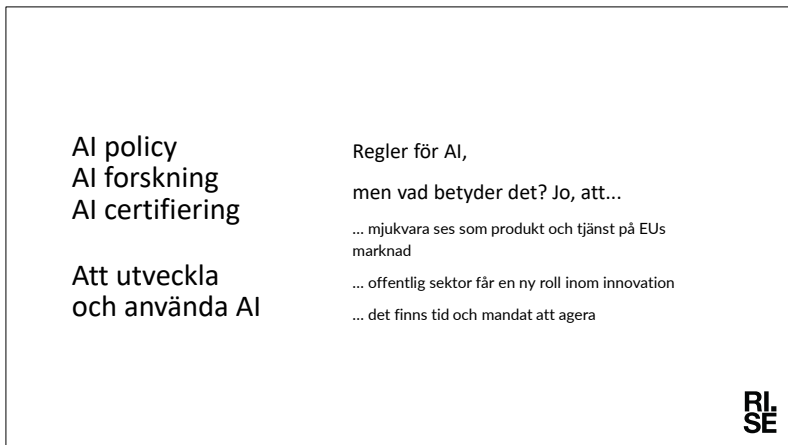 AI policy
AI forskning
AI certifiering
Att utveckla
och använda AI
Regler för AI,
men vad betyder det? Jo, att...
... mjukvara ses som produkt och tjänst på EUs
marknad
... offentlig sektor får en ny roll inom innovation
... det finns tid och mandat att agera
RI.
SE